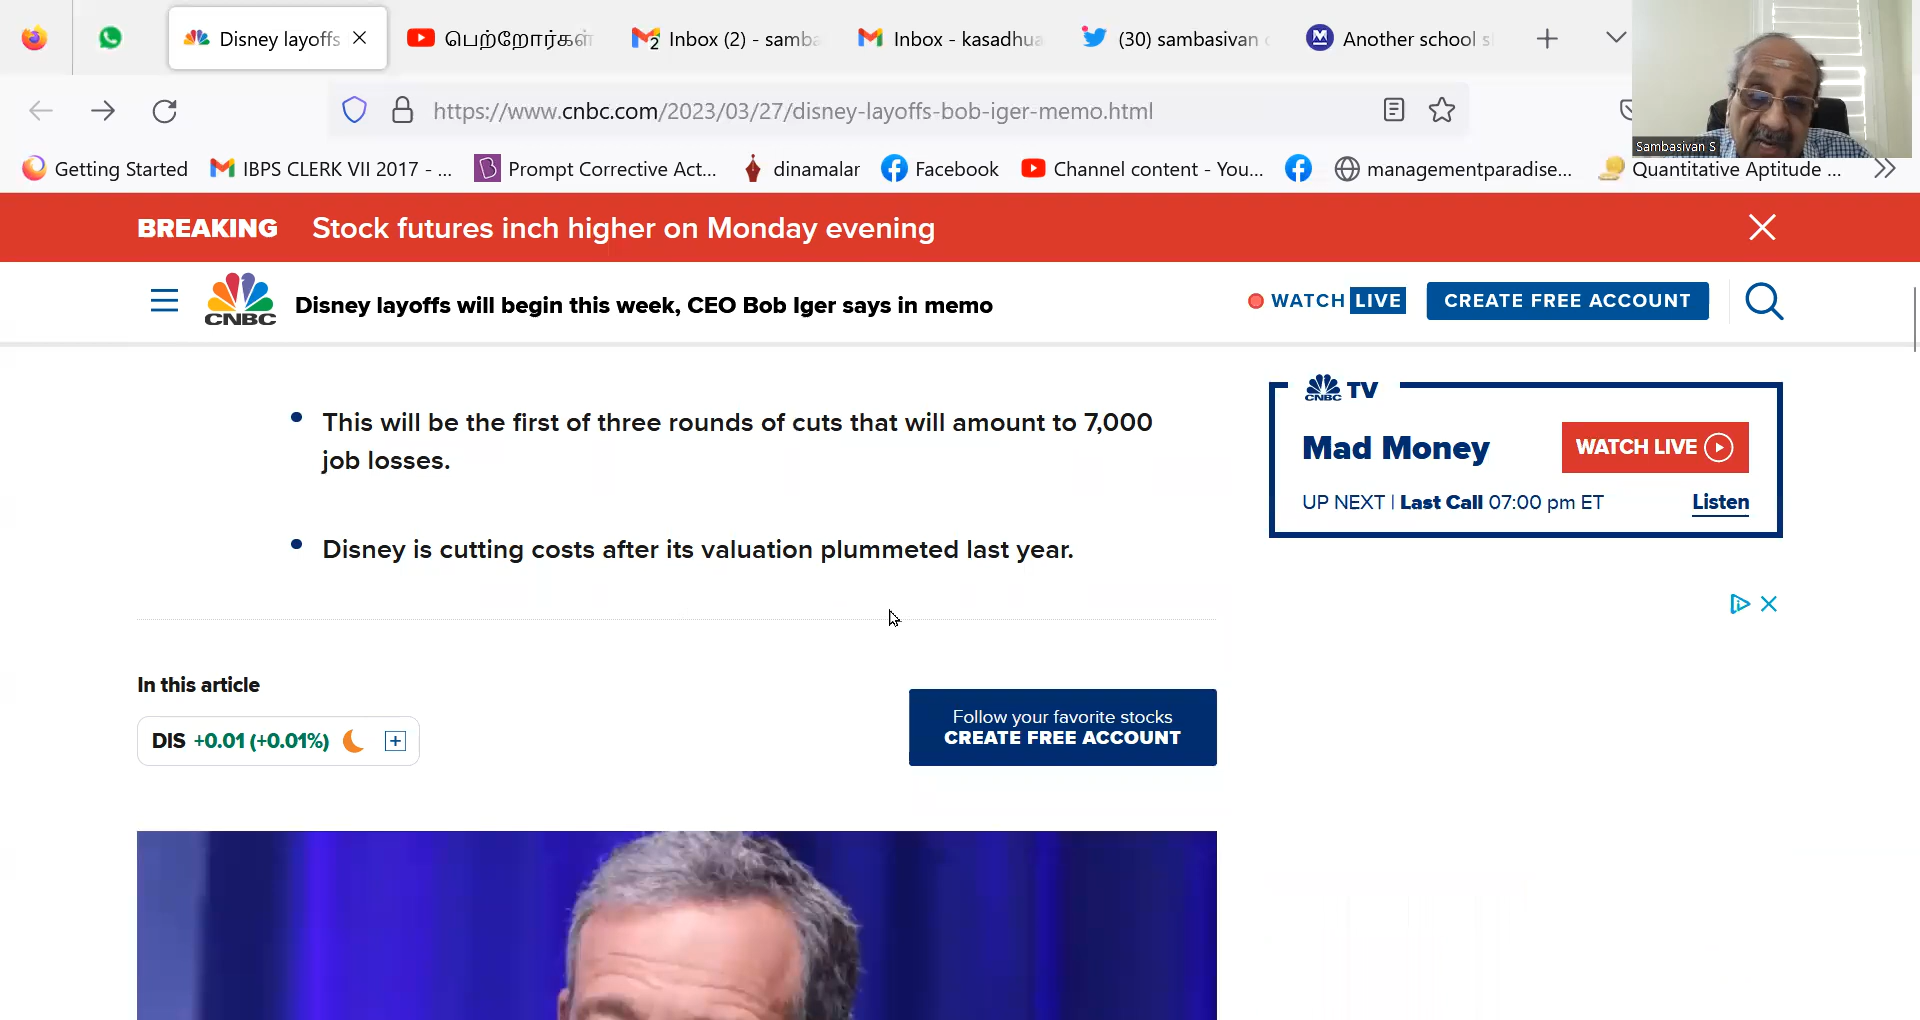 Disney layoffs
பெற்றோர்கள்
2 Inbox (2) - samba
Inbox - kasadhua
(30) sambasivan
Another school s
https://www.cnbc.com/2023/03/27/disney-layoffs-bob-iger-memo.html
Sambasivan S
Getting Started
IBPS CLERK VII 2017 - ...
Prompt Corrective Act...
dinamalar
Facebook
Channel content - You...
managementparadise...
Quantitative Aptitude ...
BREAKING Stock futures inch higher on Monday evening
CNBC
Disney layoffs will begin this week, CEO Bob Iger says in memo
WATCH LIVE
CREATE FREE ACCOUNT
This will be the first of three rounds of cuts that will amount to 7,000
job losses.
Disney is cutting costs after its valuation plummeted last year.
CNBC TV
Mad Money
WATCH LIVE
UP NEXT | Last Call 07:00 pm ET
Listen
In this article
DIS +0.01 (+0.01%)
Follow your favorite stocks
CREATE FREE ACCOUNT